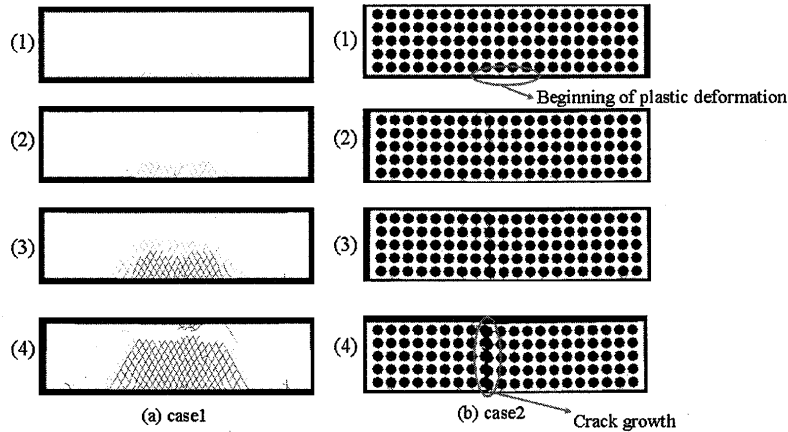 (1)
(1)
Beginning of plastic deformation
(2)
(2)
(3)
(3)
(4)
(4)
(a) case1
(b) case2
Crack growth